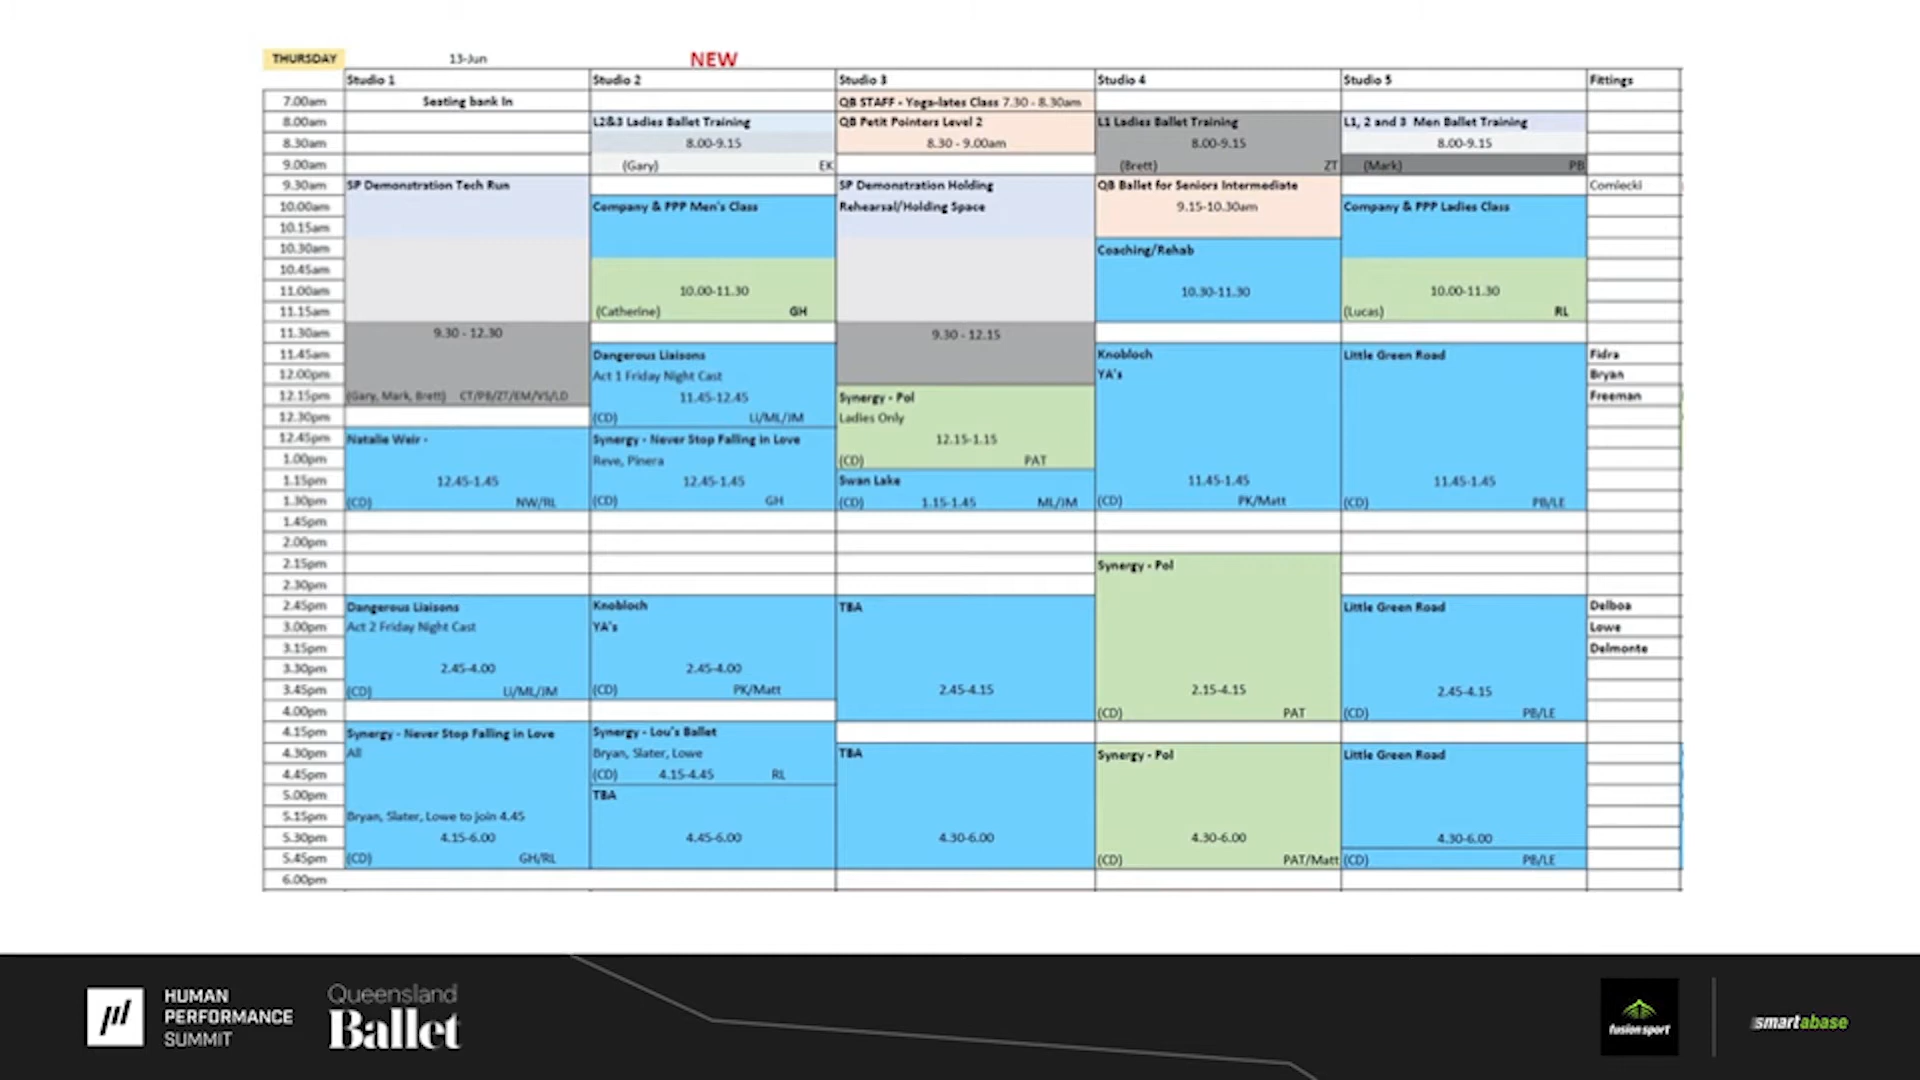 THURSDAY 13-Jun NEW
Studio 1 Studio 2 Studio 3 Studio 4 Studio 5 Fittings
7.00am Seating bank In QB STAFF - Yoga-lates Class 7.30 - 8.30am
8.00am L2&3 Ladies Ballet Training QB Petit Pointers Level 2 L1 Ladies Ballet Training L1, 2 and 3 Men Ballet Training
8.30am 8.00-9.15 8.30 - 9.00am 8.00-9.15 8.00-9.15
9.00am (Gary) EK (Brett) ZT (Mark) PB
9.30am SP Demonstration Tech Run SP Demonstration Holding QB Ballet for Seniors Intermediate Comlecki
10.00am Company & PPP Men's Class Rehearsal/Holding Space 9.15-10.30am Company & PPP Ladies Class
10.15am
10.30am Coaching/Rehab
10.45am
11.00am 10.00-11.30 10.30-11.30 10.00-11.30
11.15am (Catherine) GH (Lucas) RL
11.30am 9.30 - 12.30 9.30 - 12.15
11.45am Dangerous Liaisons Knobloch Little Green Road Fidra
12.00pm Act 1 Friday Night Cast YA's Bryan
12.15pm (Gary, Mark, Brett) CT/PB/ZT/EM/VS/LD 11.45-12.45 Synergy - Pol Freeman
12.30pm (CD) LI/ML/JM Ladies Only
12.45pm Natalie Weir - Synergy - Never Stop Falling in Love 12.15-1.15
1.00pm Reve, Pinera (CD) PAT
1.15pm 12.45-1.45 12.45-1.45 Swan Lake 11.45-1.45 11.45-1.45
1.30pm (CD) NW/RL (CD) GH (CD) 1.15-1.45 ML/JM (CD) PK/Matt (CD) PB/LE
1.45pm
2.00pm
2.15pm Synergy - Pol
2.30pm
2.45pm Dangerous Liaisons Knobloch TBA Little Green Road Delboa
3.00pm Act 2 Friday Night Cast YA's Lowe
3.15pm Delmonte
3.30pm 2.45-4.00 2.45-4.00
3.45pm (CD) LI/ML/JM (CD) PK/Matt 2.45-4.15 2.15-4.15 2.45-4.15
4.00pm (CD) PAT (CD) PB/LE
4.15pm Synergy - Never Stop Falling in Love Synergy - Lou's Ballet
4.30pm All Bryan, Slater, Lowe TBA Synergy - Pol Little Green Road
4.45pm (CD) 4.15-4.45 RL
5.00pm TBA
5.15pm Bryan, Slater, Lowe to join 4.45
5.30pm 4.15-6.00 4.45-6.00 4.30-6.00 4.30-6.00 4.30-6.00
5.45pm (CD) GH/RL (CD) PAT/Matt (CD) PB/LE
6.00pm
HUMAN
PERFORMANCE
SUMMIT
Queensland
Ballet
fusion sport
smartabase